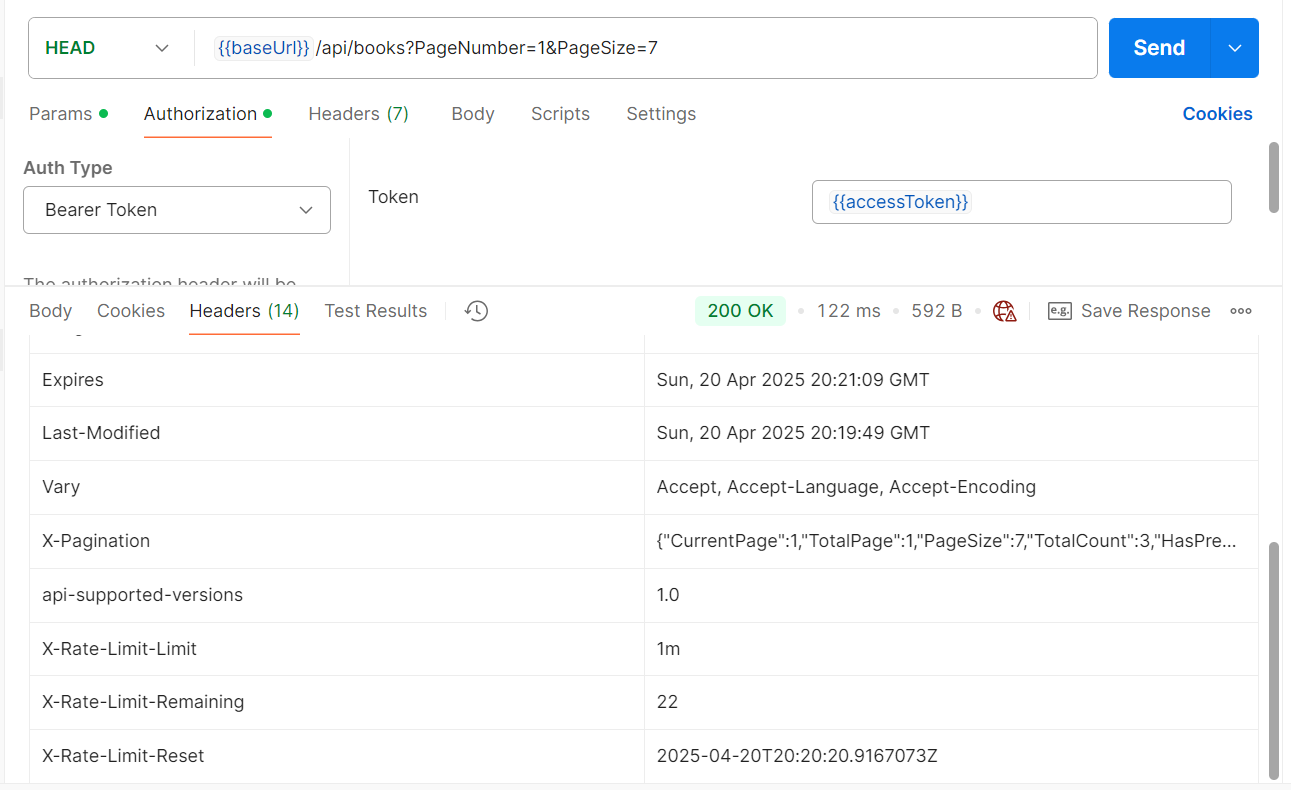 HEAD {{baseUrl}} /api/books?PageNumber=1&PageSize=7 Send
Params Authorization Headers (7) Body Scripts Settings Cookies
Auth Type
Bearer Token
Token {{accessToken}}
The authorization header will be
Body Cookies Headers (14) Test Results 200 OK 122 ms 592 B e.g. Save Response
Expires Sun, 20 Apr 2025 20:21:09 GMT
Last-Modified Sun, 20 Apr 2025 20:19:49 GMT
Vary Accept, Accept-Language, Accept-Encoding
X-Pagination {"CurrentPage":1,"TotalPage":1,"PageSize":7,"TotalCount":3,"HasPre...
api-supported-versions 1.0
X-Rate-Limit-Limit 1m
X-Rate-Limit-Remaining 22
X-Rate-Limit-Reset 2025-04-20T20:20:20.9167073Z